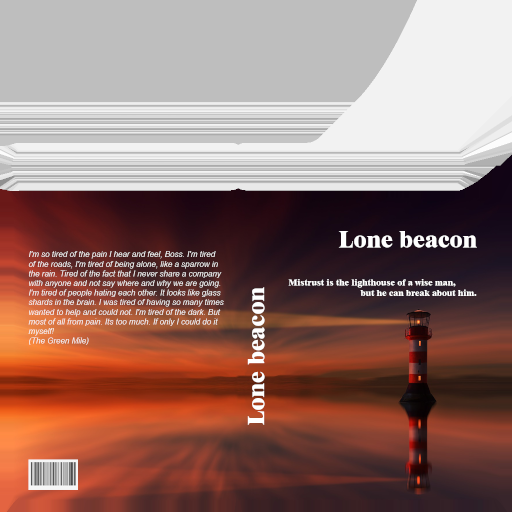 I'm so tired of the pain I hear and feel, Boss. I'm tired
of the roads, I'm tired of being alone, like a sparrow in
the rain. Tired of the fact that I never share a company
with anyone and not say where and why we are going.
I'm tired of people hating each other. It looks like glass
shards in the brain. I was tired of having so many times
wanted to help and could not. I'm tired of the dark. But
most of all from pain. Its too much. If only I could do it
myself!
(The Green Mile)
Lone beacon
Lone beacon
Mistrust is the lighthouse of a wise man,
but he can break about him.